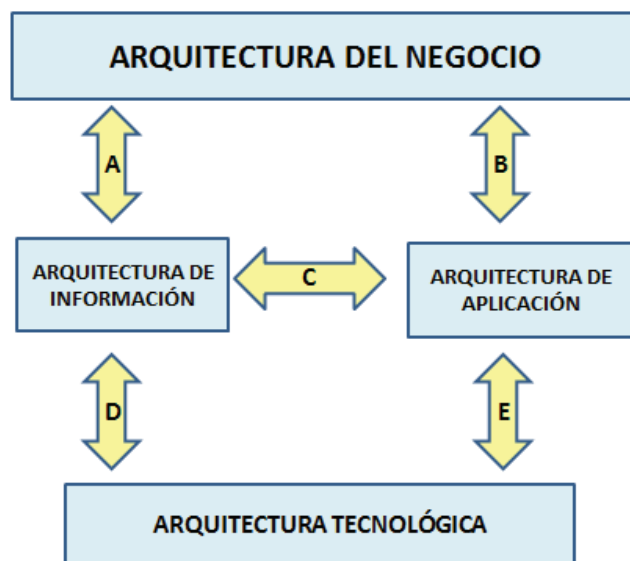 ARQUITECTURA DEL NEGOCIO
A
B
ARQUITECTURA DE
INFORMACIÓN
C
ARQUITECTURA DE
APLICACIÓN
D
E
ARQUITECTURA TECNOLÓGICA